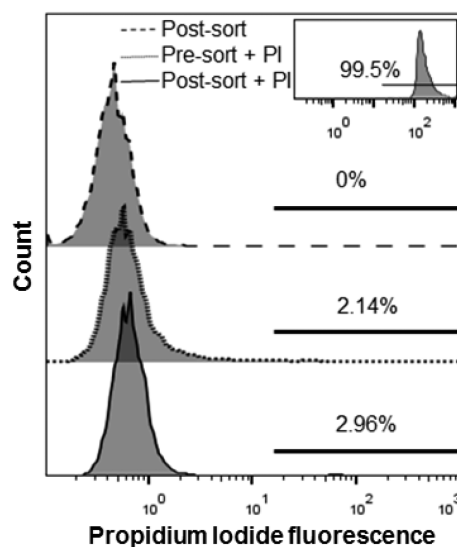 Post-sort
Pre-sort + PI
Post-sort + PI
99.5%
10⁰ 10²
0%
2.14%
2.96%
Count
10⁰ 10¹ 10² 10³
Propidium Iodide fluorescence